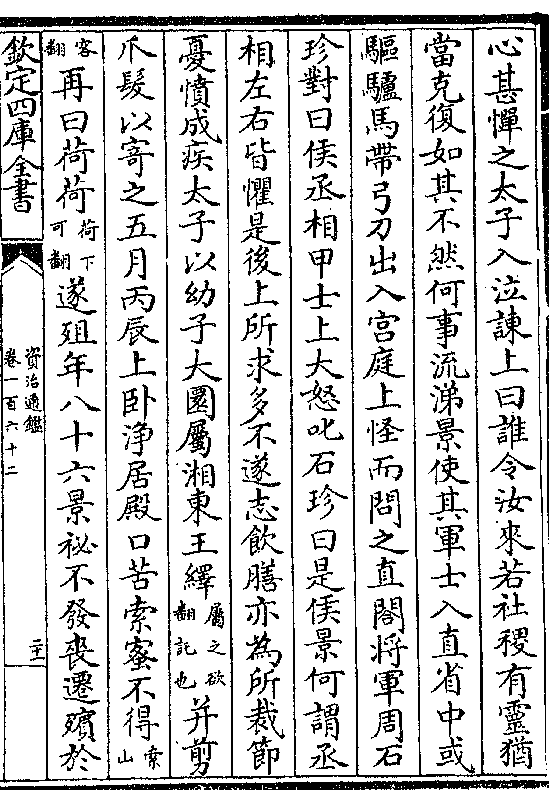 心甚憚之太子入泣諫上曰誰令汝來若社稷有靈猶
當克復如其不然何事流涕景使其軍士入直省中或
驅驢馬帶弓刀出入宫庭上怪而問之直閤將軍周石
珍對曰侯丞相甲士上大怒叱石珍曰是侯景何謂丞
相左右皆懼是後上所求多不遂志飲膳亦為所裁節
憂憤成疾太子以幼子大圜屬湘東王繹屬之欲翻託也并剪
爪髮以寄之五月丙辰上卧浄居殿口苦索蜜不得索山
客翻再曰荷荷荷下可翻遂殂年八十六景祕不發喪遷殯於
欽定四庫全書
資治通鑑
卷一百六十二
二十一